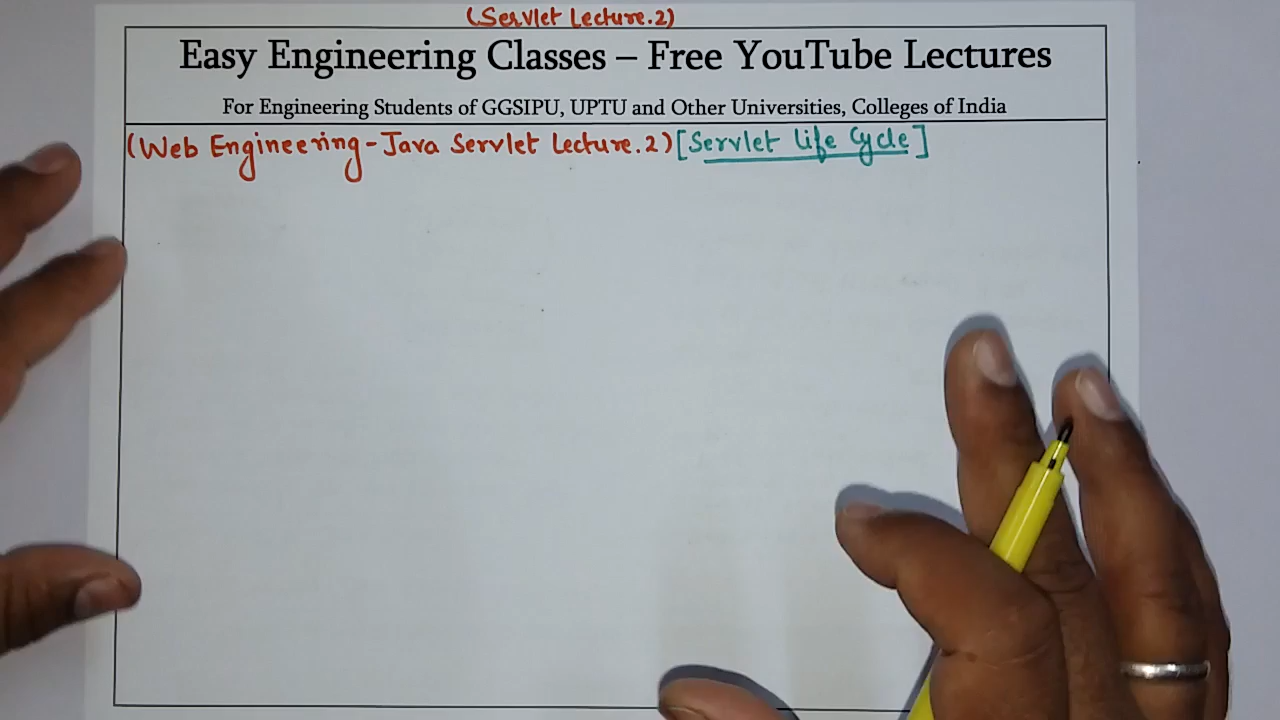 (Servlet Lecture.2)
Easy Engineering Classes – Free YouTube Lectures
For Engineering Students of GGSIPU, UPTU and Other Universities, Colleges of India
(Web Engineering-Java Servlet Lecture.2)[Servlet Life Cycle]